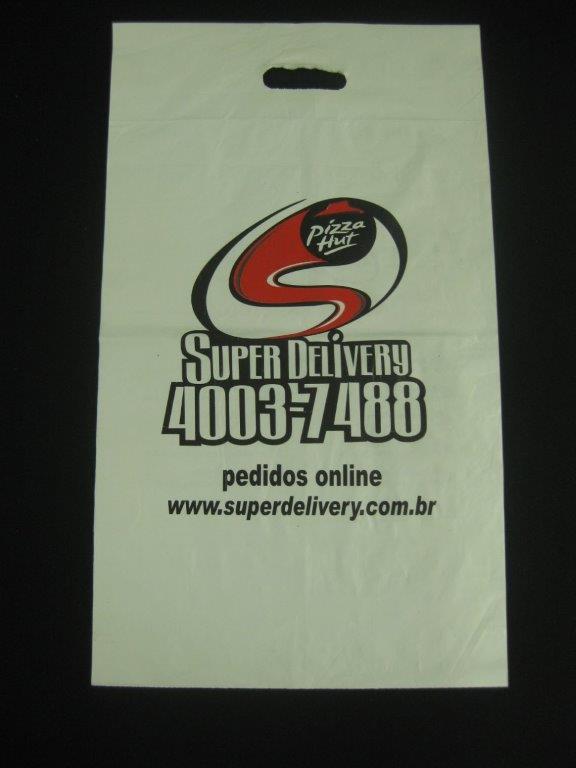 Pizza
Hut
SUPER DELIVERY
4003-7488
pedidos online
www.superdelivery.com.br